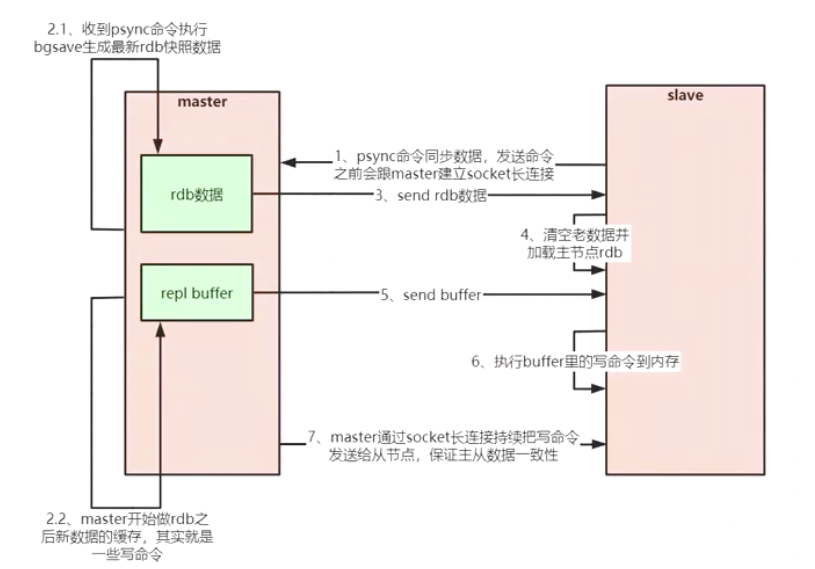 2.1、收到psync命令执行
bgsave生成最新rdb快照数据
master
slave
1、psync命令同步数据，发送命令
之前会跟master建立socket长连接
rdb数据
3、send rdb数据
4、清空老数据并
加载主节点rdb
repl buffer
5、send buffer
6、执行buffer里的写命令到内存
7、master通过socket长连接持续把写命令
发送给从节点，保证主从数据一致性
2.2、master开始做rdb之
后新数据的缓存，其实就是
一些写命令